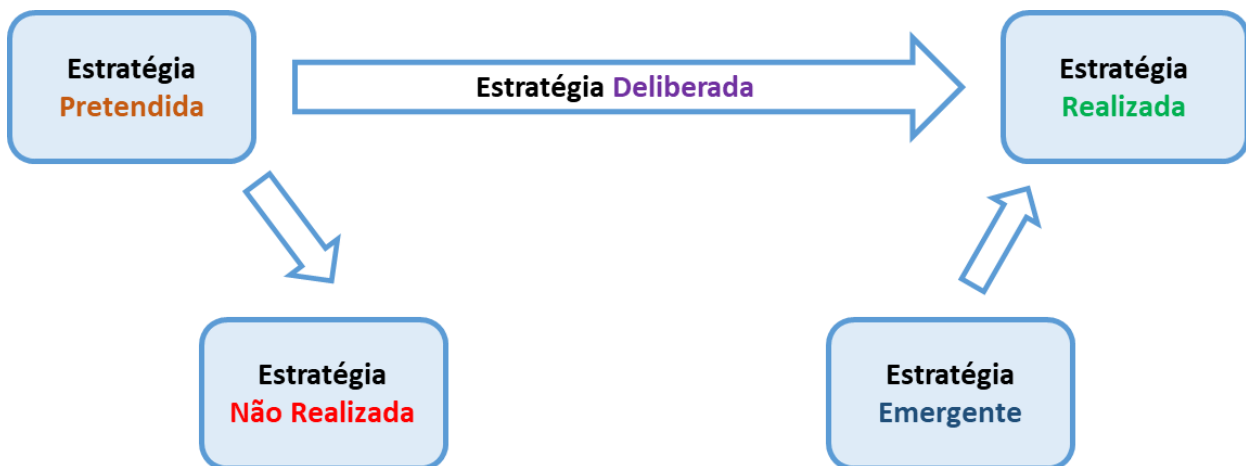 Estratégia
Pretendida
Estratégia Deliberada
Estratégia
Realizada
Estratégia
Não Realizada
Estratégia
Emergente